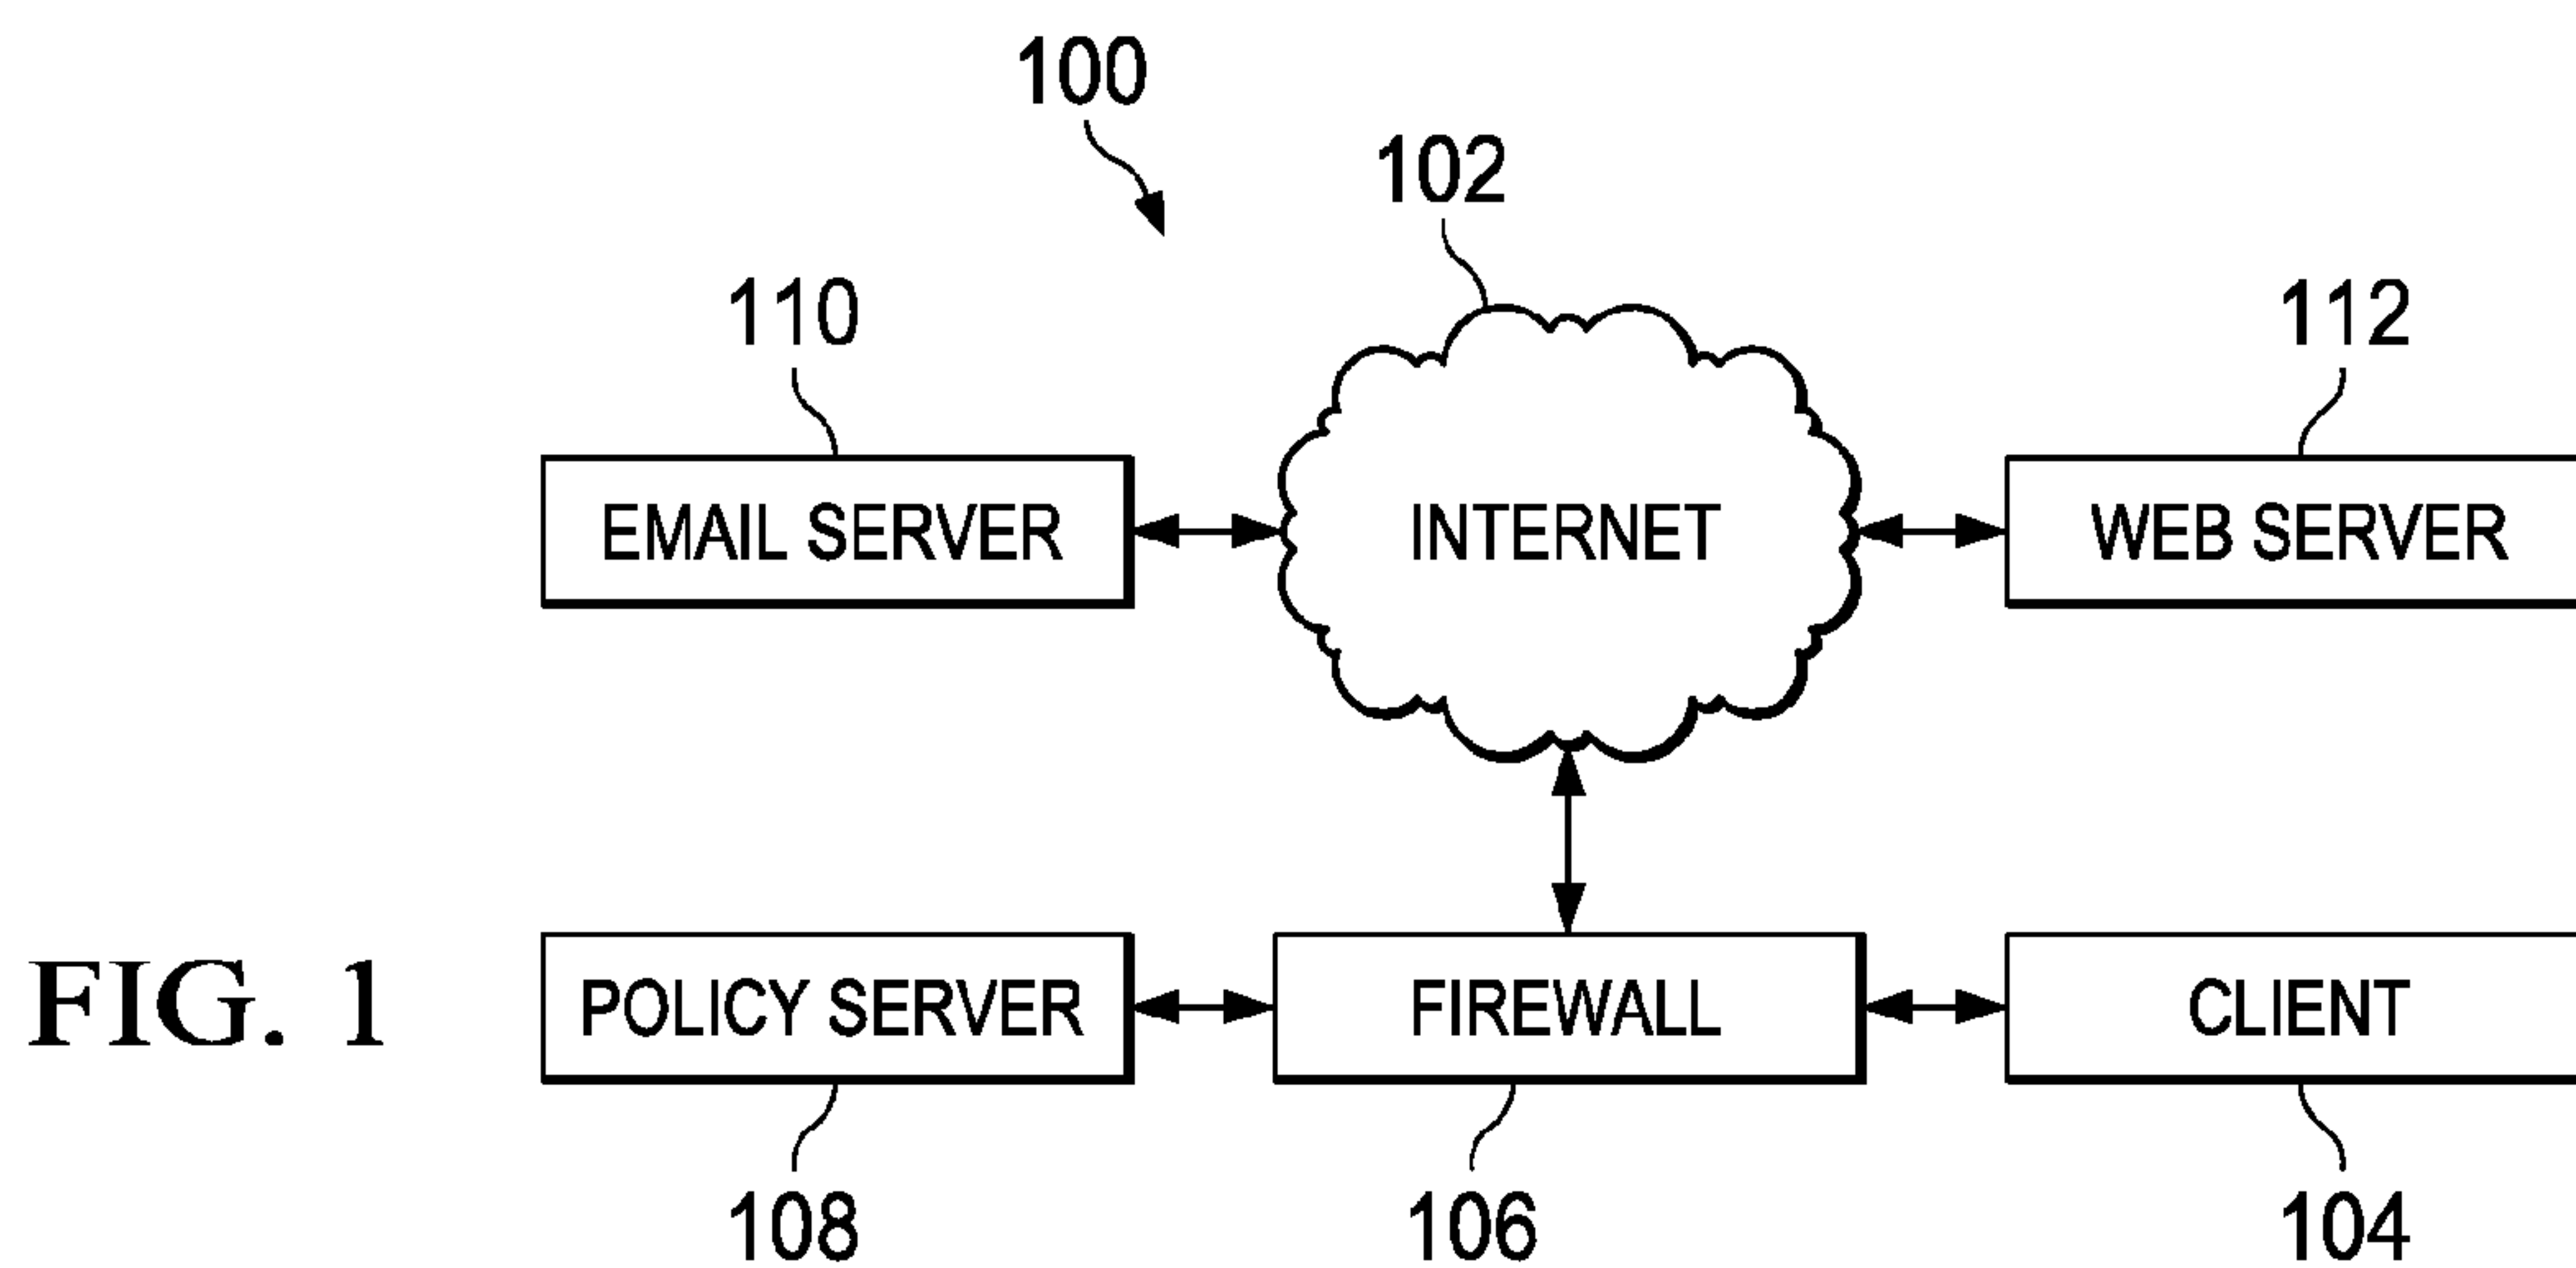 100
102
110
112
EMAIL SERVER
INTERNET
WEB SERVER
FIG. 1
POLICY SERVER
FIREWALL
CLIENT
108
106
104